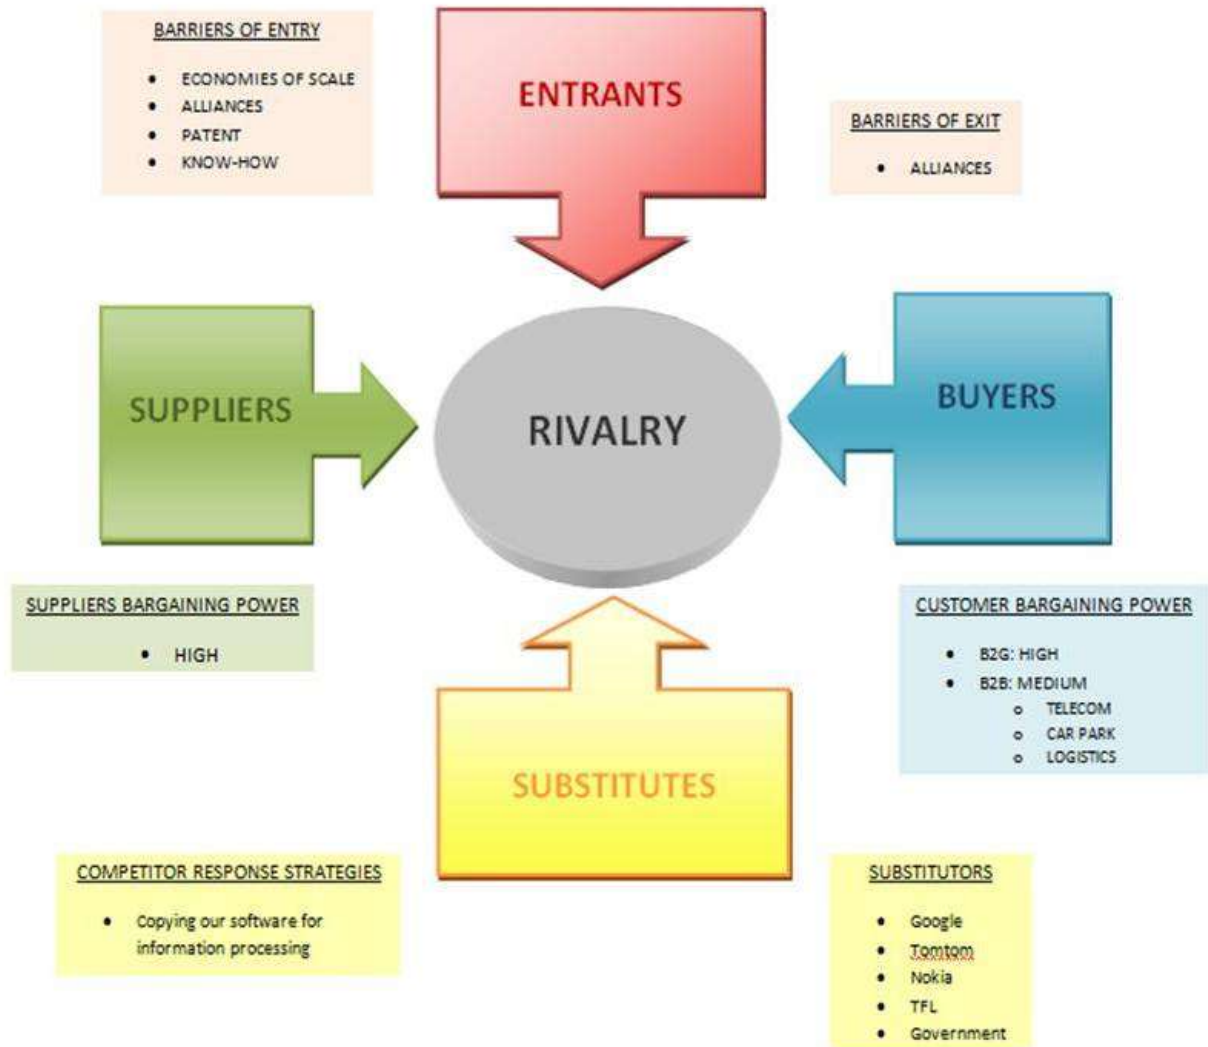 BARRIERS OF ENTRY
• ECONOMIES OF SCALE
• ALLIANCES
• PATENT
• KNOW-HOW
ENTRANTS
BARRIERS OF EXIT
• ALLIANCES
SUPPLIERS
RIVALRY
BUYERS
SUPPLIERS BARGAINING POWER
• HIGH
CUSTOMER BARGAINING POWER
• B2G: HIGH
• B2B: MEDIUM
o TELECOM
o CAR PARK
o LOGISTICS
SUBSTITUTES
COMPETITOR RESPONSE STRATEGIES
• Copying our software for
information processing
SUBSTITUTORS
• Google
• Tomtom
• Nokia
• TFL
• Government